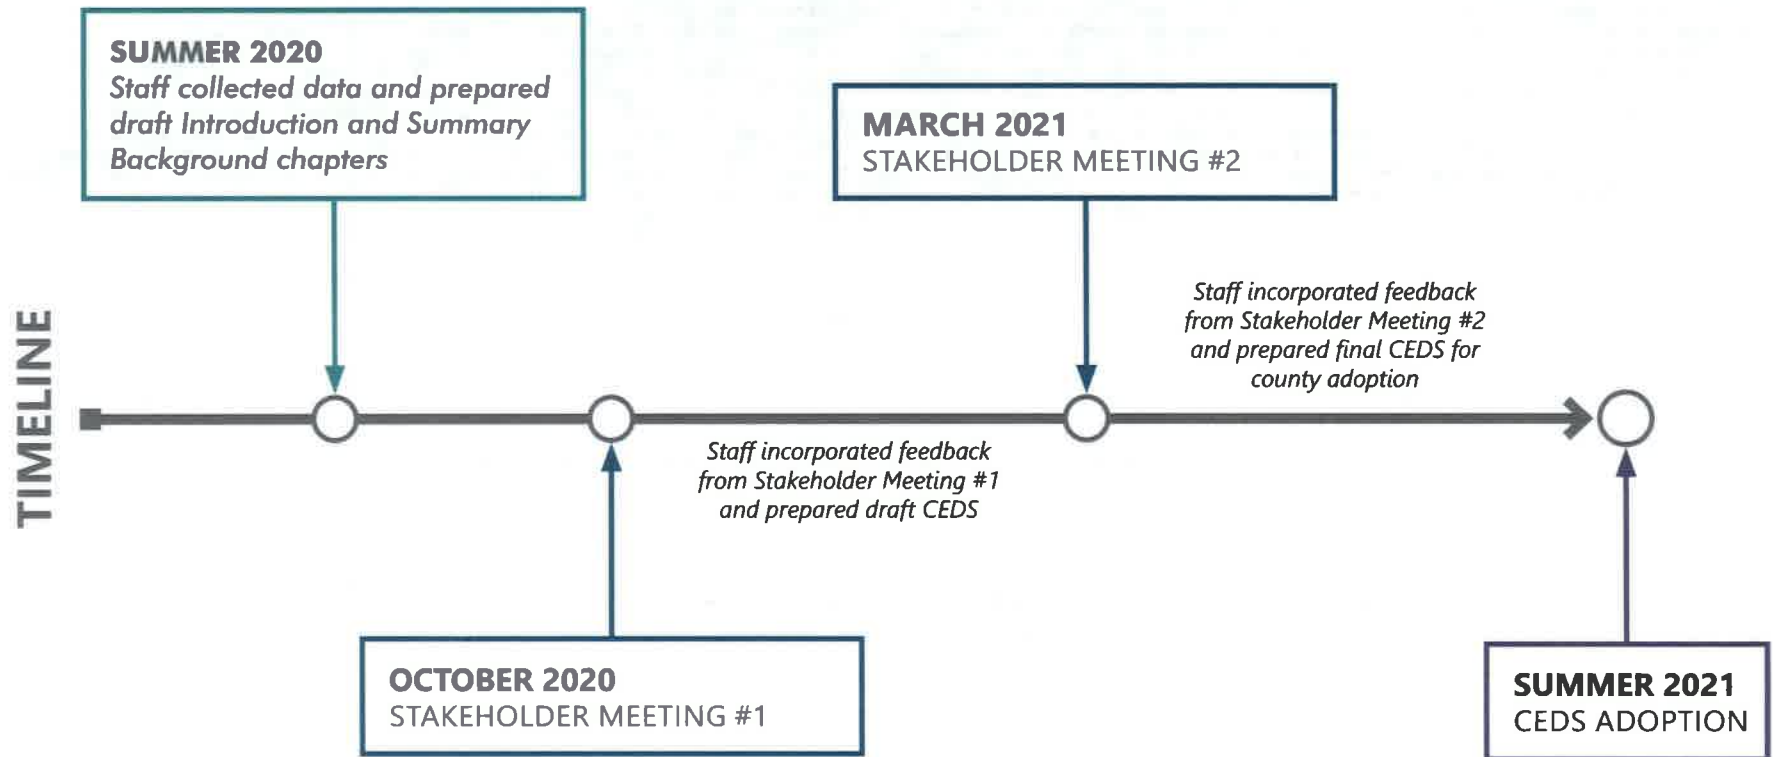 TIMELINE
SUMMER 2020
Staff collected data and prepared
draft Introduction and Summary
Background chapters
OCTOBER 2020
STAKEHOLDER MEETING #1
Staff incorporated feedback
from Stakeholder Meeting #1
and prepared draft CEDS
MARCH 2021
STAKEHOLDER MEETING #2
Staff incorporated feedback
from Stakeholder Meeting #2
and prepared final CEDS for
county adoption
SUMMER 2021
CEDS ADOPTION